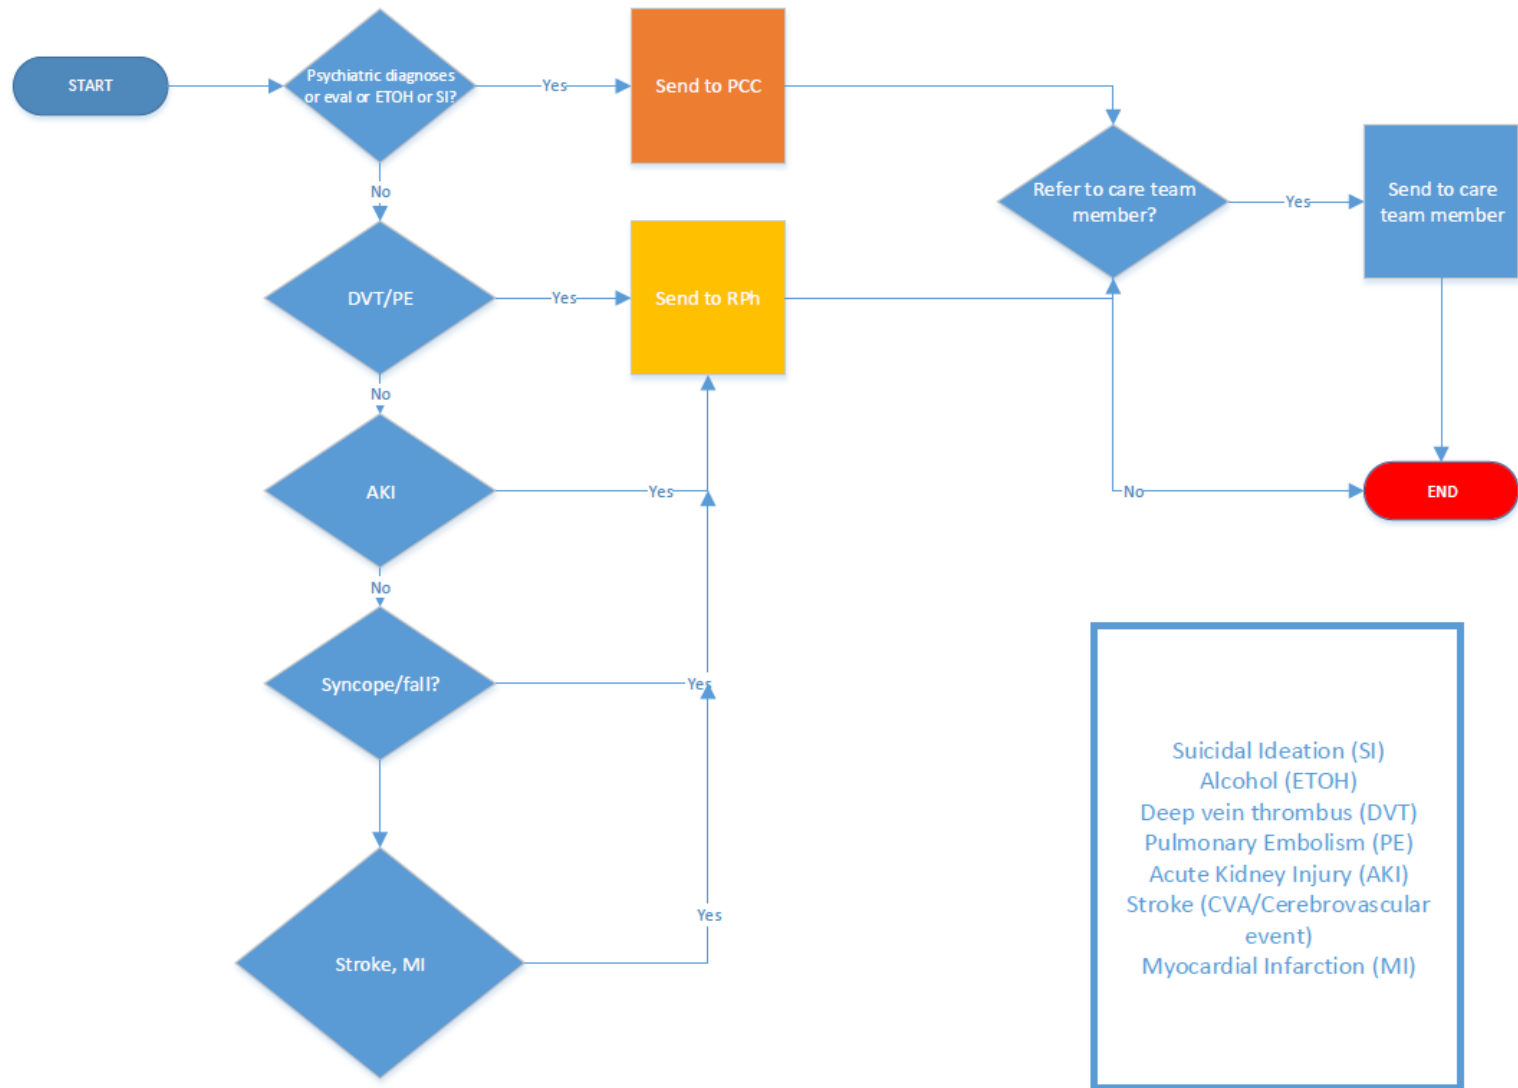 START
Psychiatric diagnoses
or eval or ETOH or SI?
Yes
Send to PCC
No
Refer to care team
member?
Yes
Send to care
team member
DVT/PE
Yes
Send to RPh
No
AKI
Yes
No
END
No
Syncope/fall?
Yes
Stroke, MI
Yes
Suicidal Ideation (SI)
Alcohol (ETOH)
Deep vein thrombus (DVT)
Pulmonary Embolism (PE)
Acute Kidney Injury (AKI)
Stroke (CVA/Cerebrovascular
event)
Myocardial Infarction (MI)